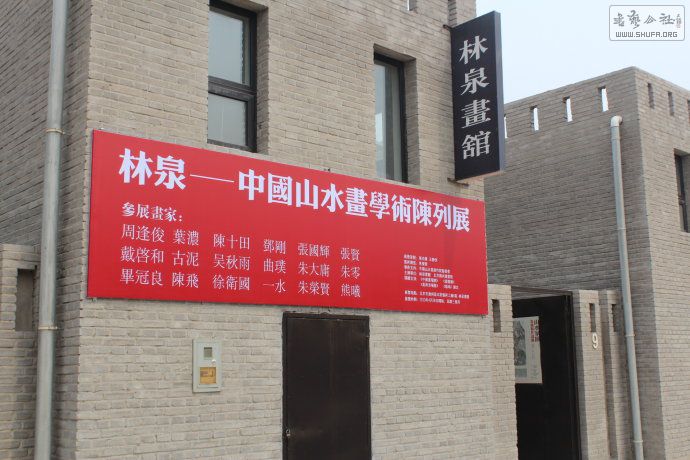 書藝公社
WWW.SHUFA.ORG
林泉畫舘
林泉——中國山水畫學術陳列展
參展畫家：
周逢俊 葉濃 陳十田 鄧剛 張國輝 張賢
戴啓和 古泥 吴秋雨 曲璞 朱大庸 朱零
畢冠良 陳飛 徐衛國 一水 朱榮賢 熊曦
9